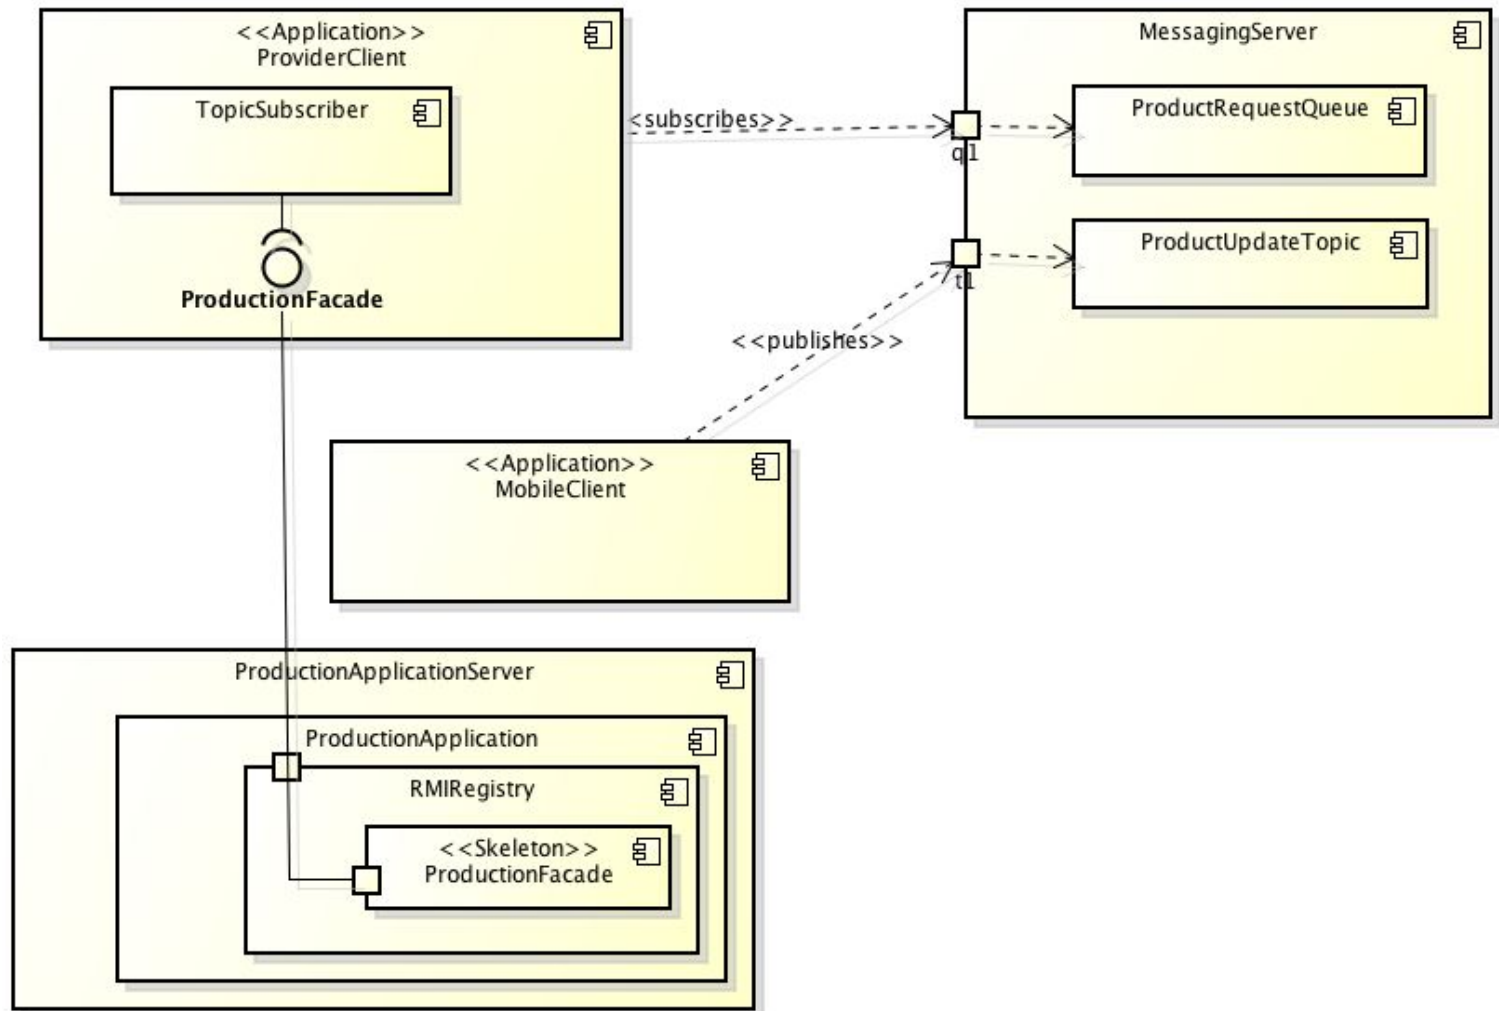 <<Application>>
ProviderClient
TopicSubscriber
ProductionFacade
<subscribes>>
MessagingServer
ProductRequestQueue
q1
ProductUpdateTopic
t1
<<publishes>>
<<Application>>
MobileClient
ProductionApplicationServer
ProductionApplication
RMIRegistry
<<Skeleton>>
ProductionFacade